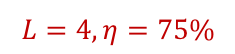 L = 4, η = 75%